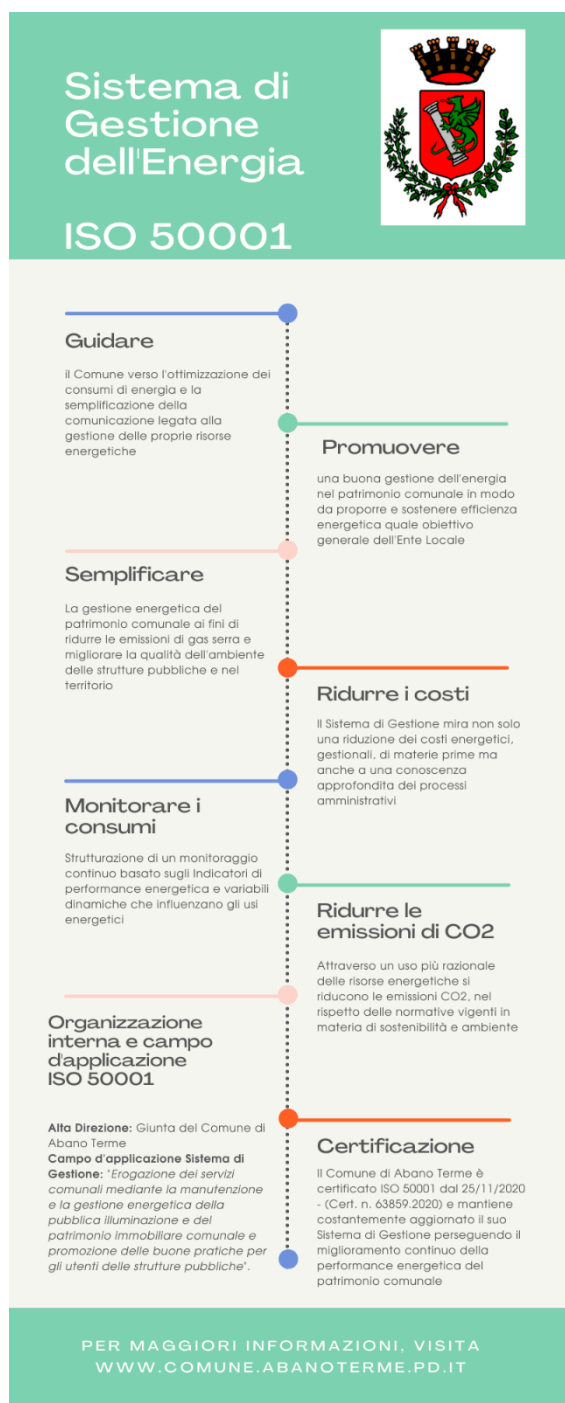 Sistema di
Gestione
dell'Energia
ISO 50001
Guidare
il Comune verso l'ottimizzazione dei
consumi di energia e la
semplificazione della
comunicazione legata alla
gestione delle proprie risorse
energetiche
Promuovere
una buona gestione dell'energia
nel patrimonio comunale in modo
da proporre e sostenere efficienza
energetica quale obiettivo
generale dell'Ente Locale
Semplificare
La gestione energetica del
patrimonio comunale ai fini di
ridurre le emissioni di gas serra e
migliorare la qualità dell'ambiente
delle strutture pubbliche e nel
territorio
Ridurre i costi
Il Sistema di Gestione mira non solo
una riduzione dei costi energetici,
gestionali, di materie prime ma
anche a una conoscenza
approfondita dei processi
amministrativi
Monitorare i
consumi
Strutturazione di un monitoraggio
continuo basato sugli Indicatori di
performance energetica e variabili
dinamiche che influenzano gli usi
energetici
Ridurre le
emissioni di CO2
Attraverso un uso più razionale
delle risorse energetiche si
riducono le emissioni CO2, nel
rispetto delle normative vigenti in
materia di sostenibilità e ambiente
Organizzazione
interna e campo
d'applicazione
ISO 50001
Alta Direzione: Giunta del Comune di
Abano Terme
Campo d'applicazione Sistema di
Gestione: "Erogazione dei servizi
comunali mediante la manutenzione
e la gestione energetica della
pubblica illuminazione e del
patrimonio immobiliare comunale e
promozione delle buone pratiche per
gli utenti delle strutture pubbliche".
Certificazione
Il Comune di Abano Terme è
certificato ISO 50001 dal 25/11/2020
- (Cert. n. 63859.2020) e mantiene
costantemente aggiornato il suo
Sistema di Gestione perseguendo il
miglioramento continuo della
performance energetica del
patrimonio comunale
PER MAGGIORI INFORMAZIONI, VISITA
WWW.COMUNE.ABANOTERME.PD.IT